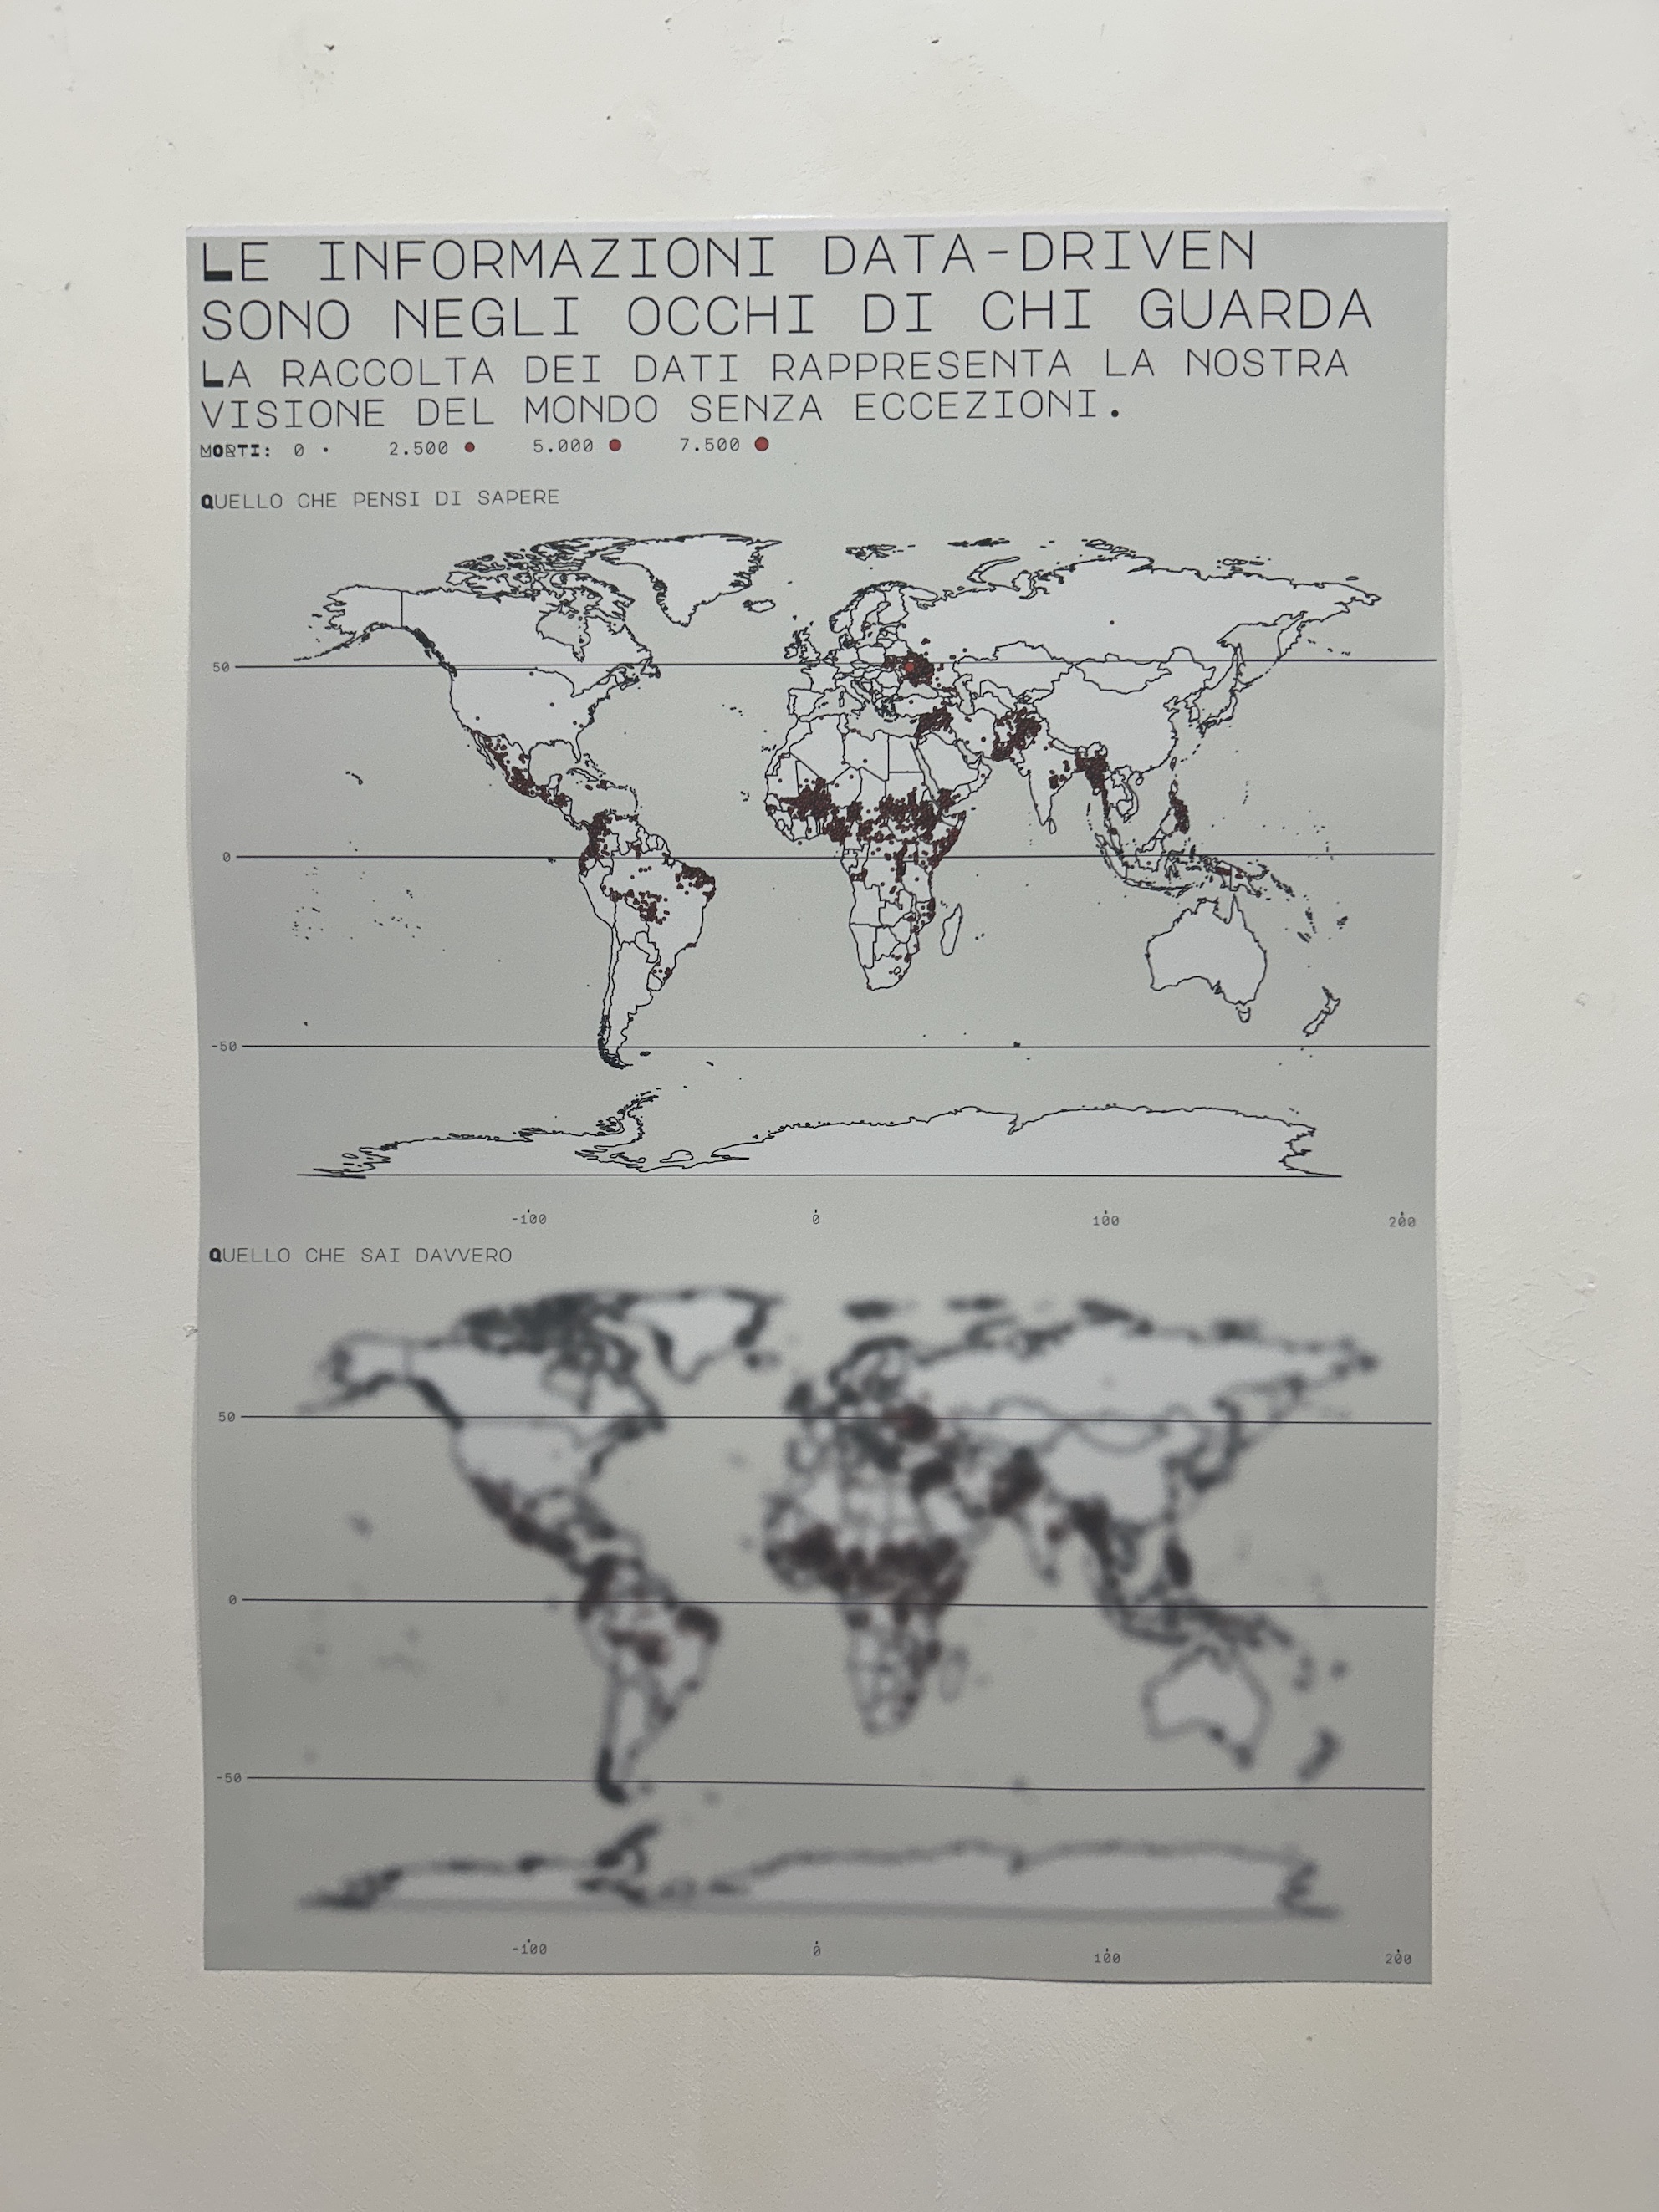 LE INFORMAZIONI DATA-DRIVEN
SONO NEGLI OCCHI DI CHI GUARDA
LA RACCOLTA DEI DATI RAPPRESENTA LA NOSTRA
VISIONE DEL MONDO SENZA ECCEZIONI.
MORTI: 0 2.500 5.000 7.500
QUELLO CHE PENSI DI SAPERE
50
0
-50
-100 0 100 200
QUELLO CHE SAI DAVVERO
50
0
-50
-100 0 100 200